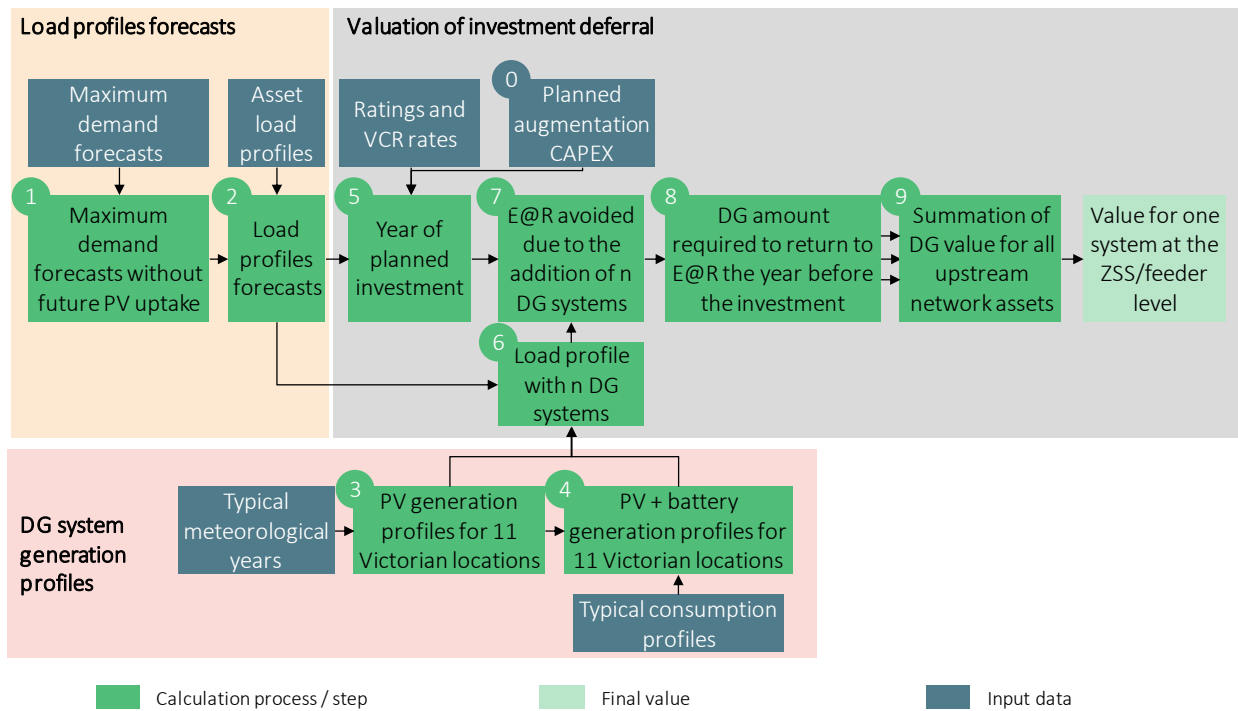 Load profiles forecasts
Valuation of investment deferral
Maximum
demand
forecasts
Asset
load
profiles
Ratings and
VCR rates
0
Planned
augmentation
CAPEX
1
Maximum
demand
forecasts without
future PV uptake
2
Load
profiles
forecasts
5
Year of
planned
investment
7
E@R avoided
due to the
addition of n
DG systems
8
DG amount
required to return to
E@R the year before
the investment
9
Summation of
DG value for all
upstream
network assets
Value for one
system at the
ZSS/feeder
level
6
Load profile
with n DG
systems
DG system
generation
profiles
Typical
meteorological
years
3
PV generation
profiles for 11
Victorian locations
4
PV + battery
generation profiles for
11 Victorian locations
Typical consumption
profiles
Calculation process / step
Final value
Input data